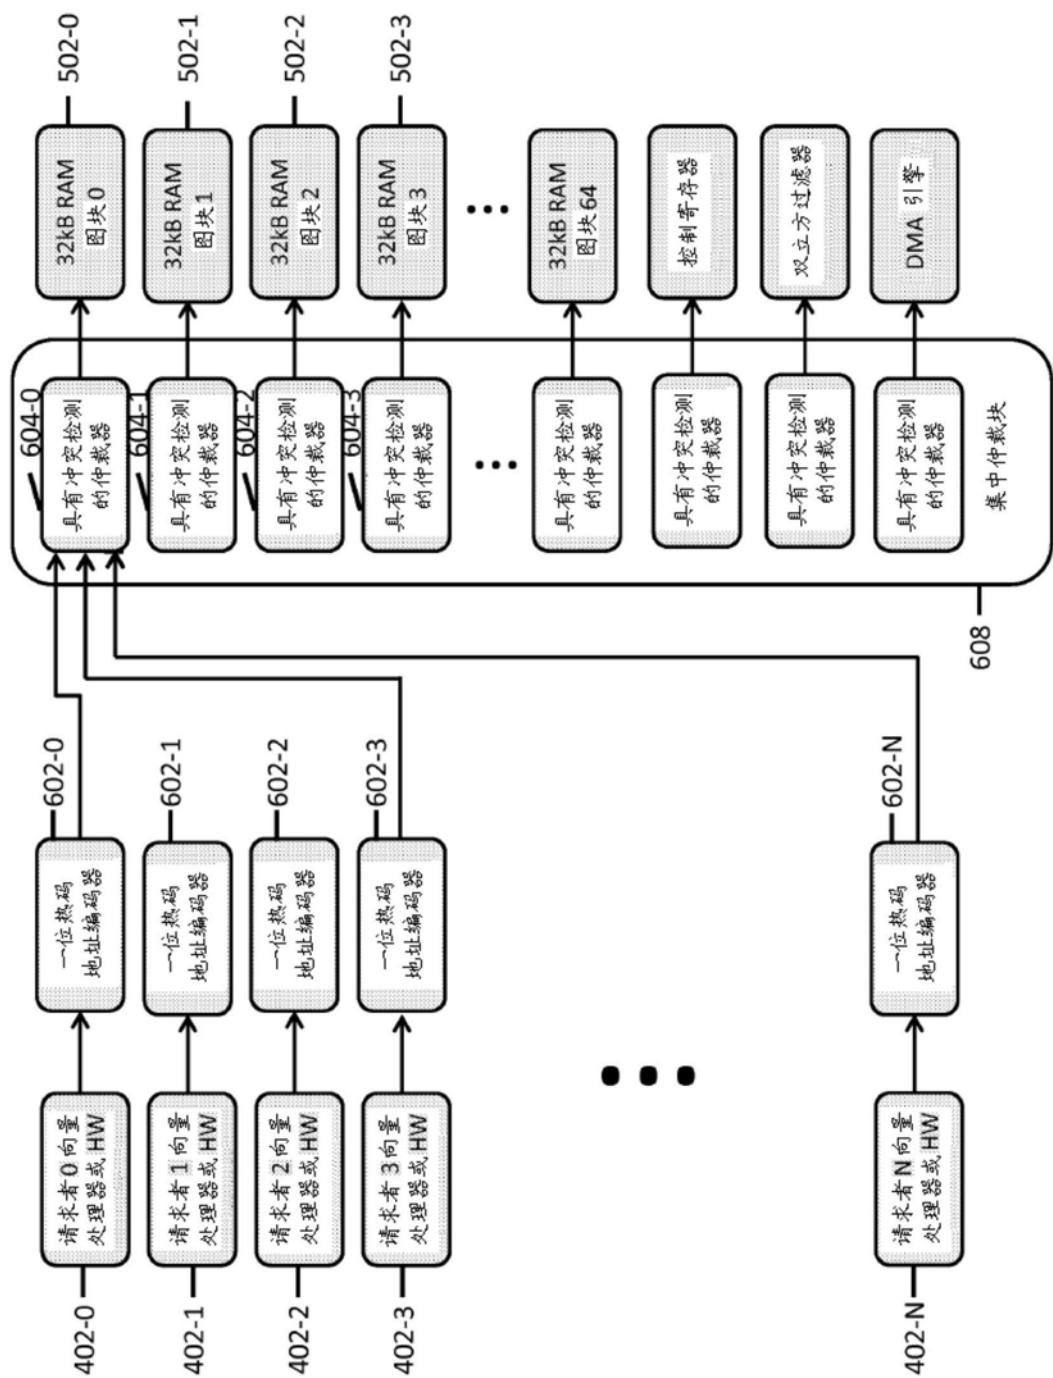 402-0
请求者0向量
处理器或HW
一位热码
地址编码器
602-0
604-0
具有冲突检测
的仲裁器
32kB RAM
图块0
502-0
402-1
请求者1向量
处理器或HW
一位热码
地址编码器
602-1
604-1
具有冲突检测
的仲裁器
32kB RAM
图块1
502-1
402-2
请求者2向量
处理器或HW
一位热码
地址编码器
602-2
604-2
具有冲突检测
的仲裁器
32kB RAM
图块2
502-2
402-3
请求者3向量
处理器或HW
一位热码
地址编码器
602-3
604-3
具有冲突检测
的仲裁器
32kB RAM
图块3
502-3
具有冲突检测
的仲裁器
32kB RAM
图块64
具有冲突检测
的仲裁器
控制寄存器
具有冲突检测
的仲裁器
双立方过滤器
402-N
请求者N向量
处理器或HW
一位热码
地址编码器
602-N
具有冲突检测
的仲裁器
DMA 引擎
608
集中仲裁块